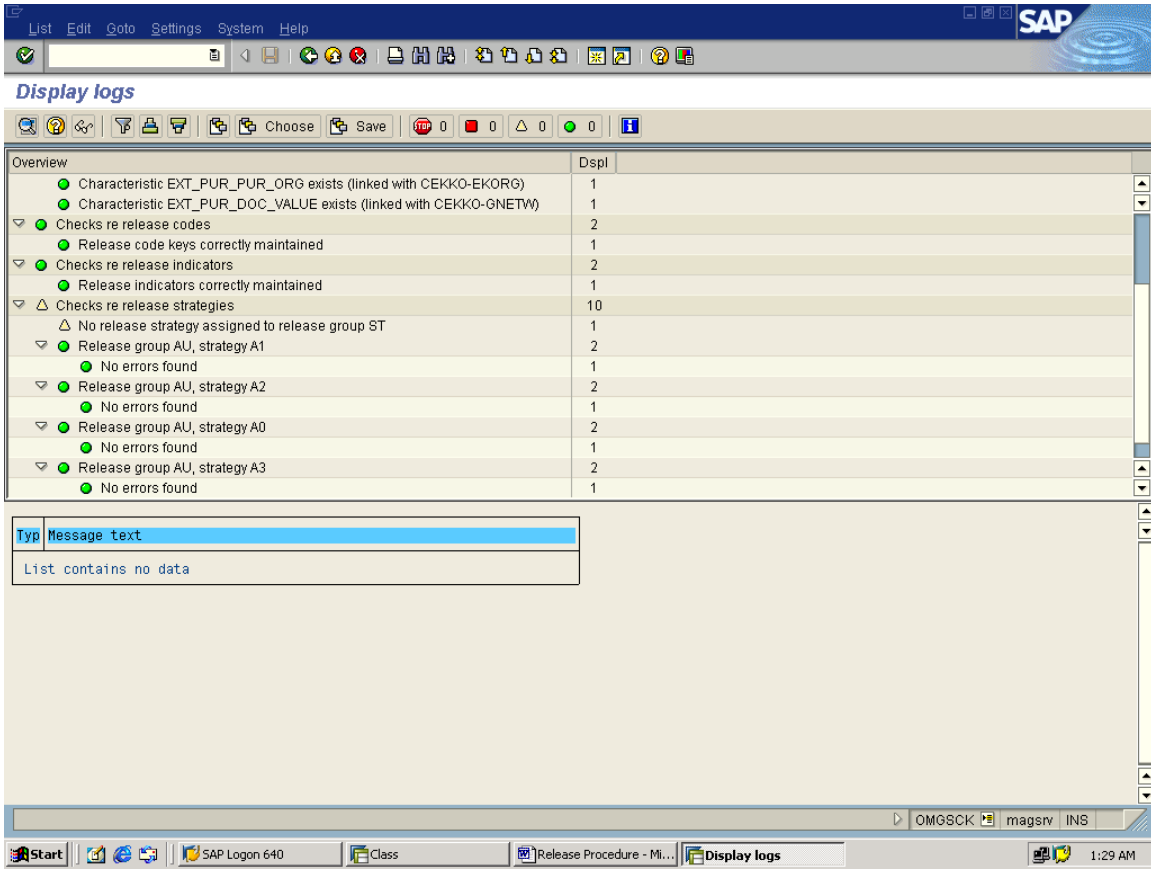 List Edit Goto Settings System Help
SAP
Display logs
Choose Save STOP 0 0 0 0
Overview Dspl
Characteristic EXT_PUR_PUR_ORG exists (linked with CEKKO-EKORG) 1
Characteristic EXT_PUR_DOC_VALUE exists (linked with CEKKO-GNETW) 1
Checks re release codes 2
Release code keys correctly maintained 1
Checks re release indicators 2
Release indicators correctly maintained 1
Checks re release strategies 10
No release strategy assigned to release group ST 1
Release group AU, strategy A1 2
No errors found 1
Release group AU, strategy A2 2
No errors found 1
Release group AU, strategy A0 2
No errors found 1
Release group AU, strategy A3 2
No errors found 1
Typ Message text
List contains no data
OMGSCK magsrv INS
Start SAP Logon 640 Class Release Procedure - Mi... Display logs 1:29 AM